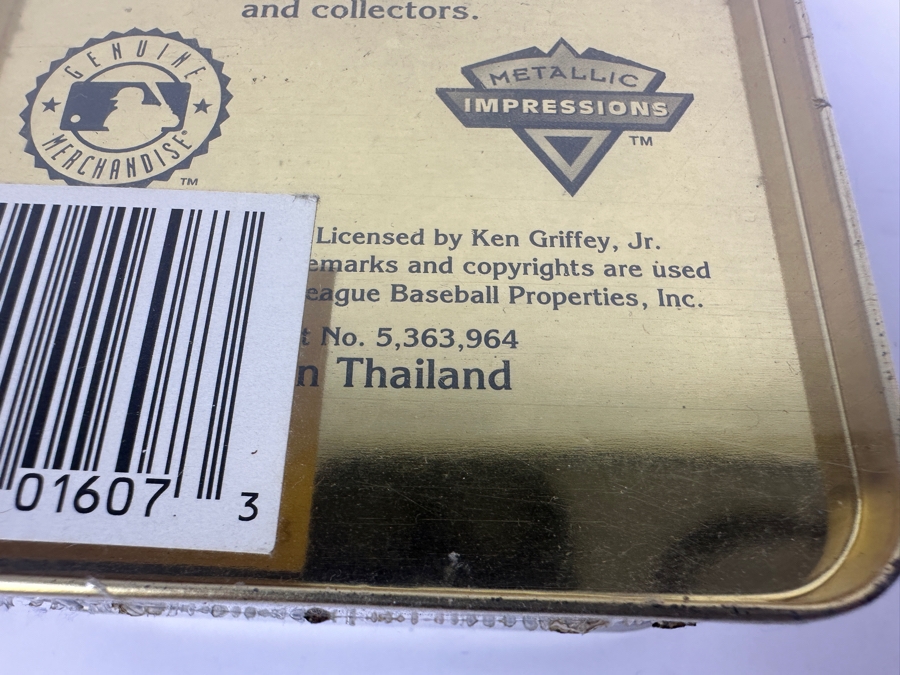 and collectors.
GENUINE
MERCHANDISE
TM
METALLIC
IMPRESSIONS
TM
Licensed by Ken Griffey, Jr.
emarks and copyrights are used
eague Baseball Properties, Inc.
t No. 5,363,964
n Thailand
01607 3